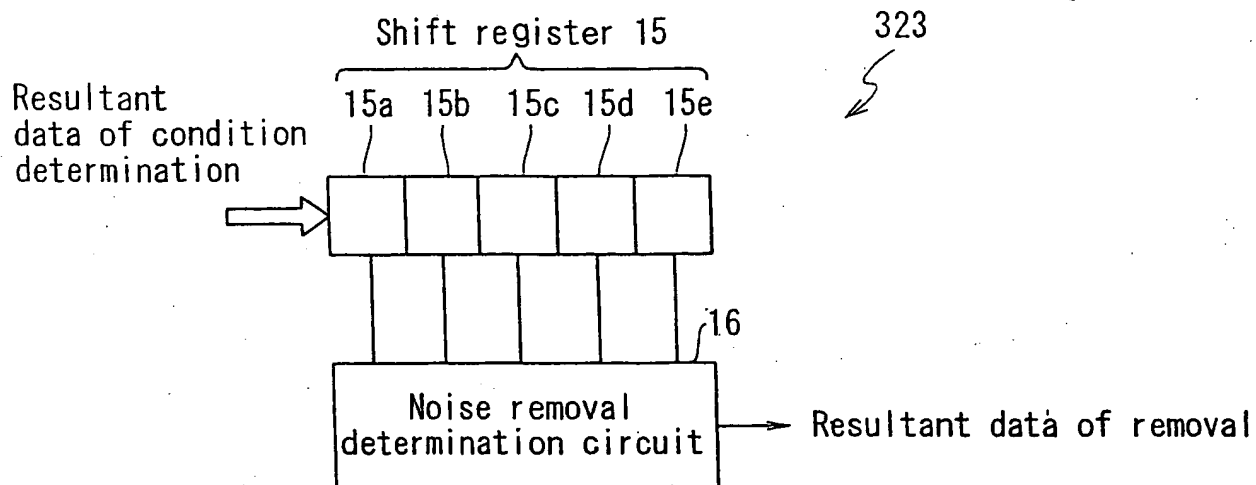 Shift register 15
323
Resultant
data of condition
determination
15a 15b 15c 15d 15e
16
Noise removal
determination circuit
Resultant data of removal